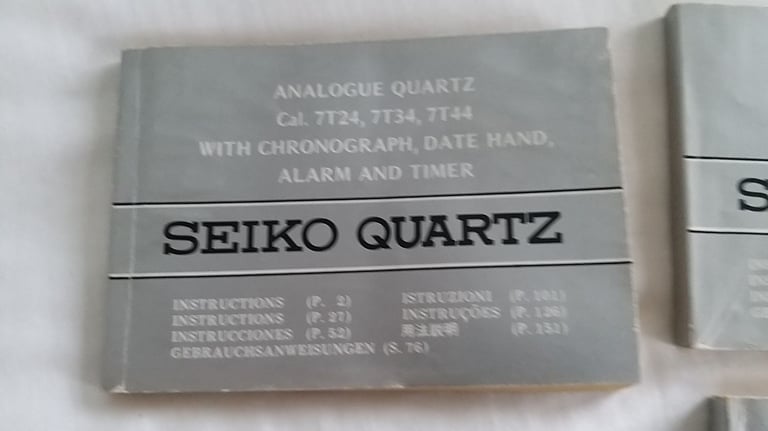 ANALOGUE QUARTZ
Cal. 7T24, 7T34, 7T44
WITH CHRONOGRAPH, DATE HAND,
ALARM AND TIMER
SEIKO QUARTZ
INSTRUCTIONS (P. 2)
INSTRUCTIONS (P. 27)
INSTRUCCIONES (P. 52)
GEBRAUCHSANWEISUNGEN (S. 76)
ISTRUZIONI (P. 101)
INSTRUÇÕES (P. 126)
用法說明 (P. 151)
S